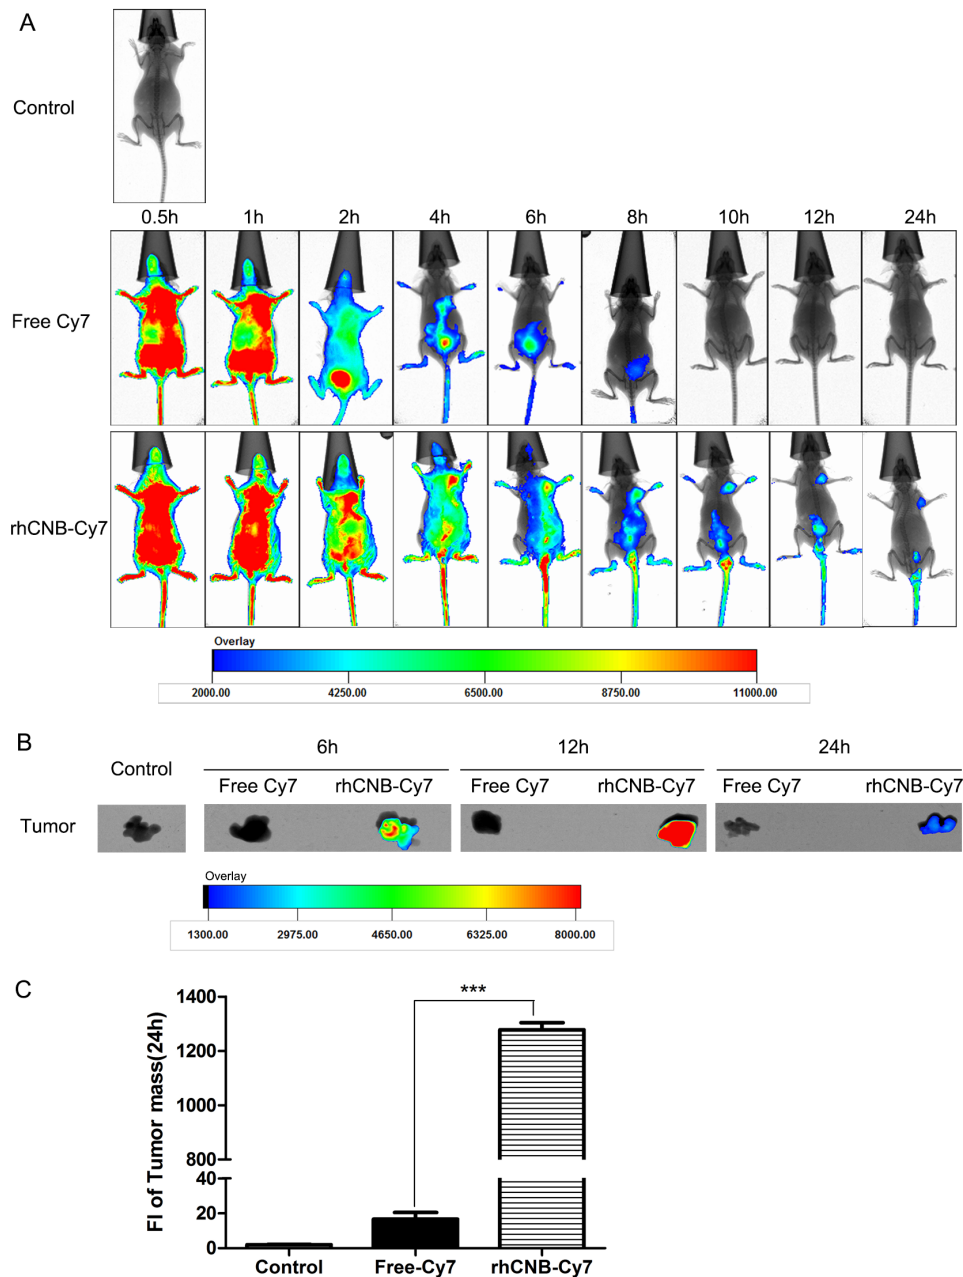 A
Control
0.5h 1h 2h 4h 6h 8h 10h 12h 24h
Free Cy7
rhCNB-Cy7
Overlay
2000.00 4250.00 6500.00 8750.00 11000.00
B
6h 12h 24h
Control
Free Cy7 rhCNB-Cy7 Free Cy7 rhCNB-Cy7 Free Cy7 rhCNB-Cy7
Tumor
Overlay
1300.00 2975.00 4650.00 6325.00 8000.00
C
FI of Tumor mass(24h)
1400
1200
1000
800
40
20
0
***
Control Free-Cy7 rhCNB-Cy7